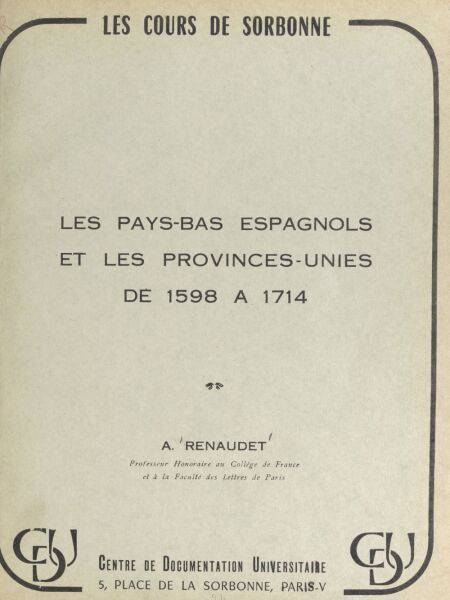 LES COURS DE SORBONNE
LES PAYS-BAS ESPAGNOLS
ET LES PROVINCES-UNIES
DE 1598 A 1714
A. RENAUDET
Professeur Honoraire au Collège de France
et à la Faculté des Lettres de Paris
CDU
CENTRE DE DOCUMENTATION UNIVERSITAIRE
5, PLACE DE LA SORBONNE, PARIS-V
CDU